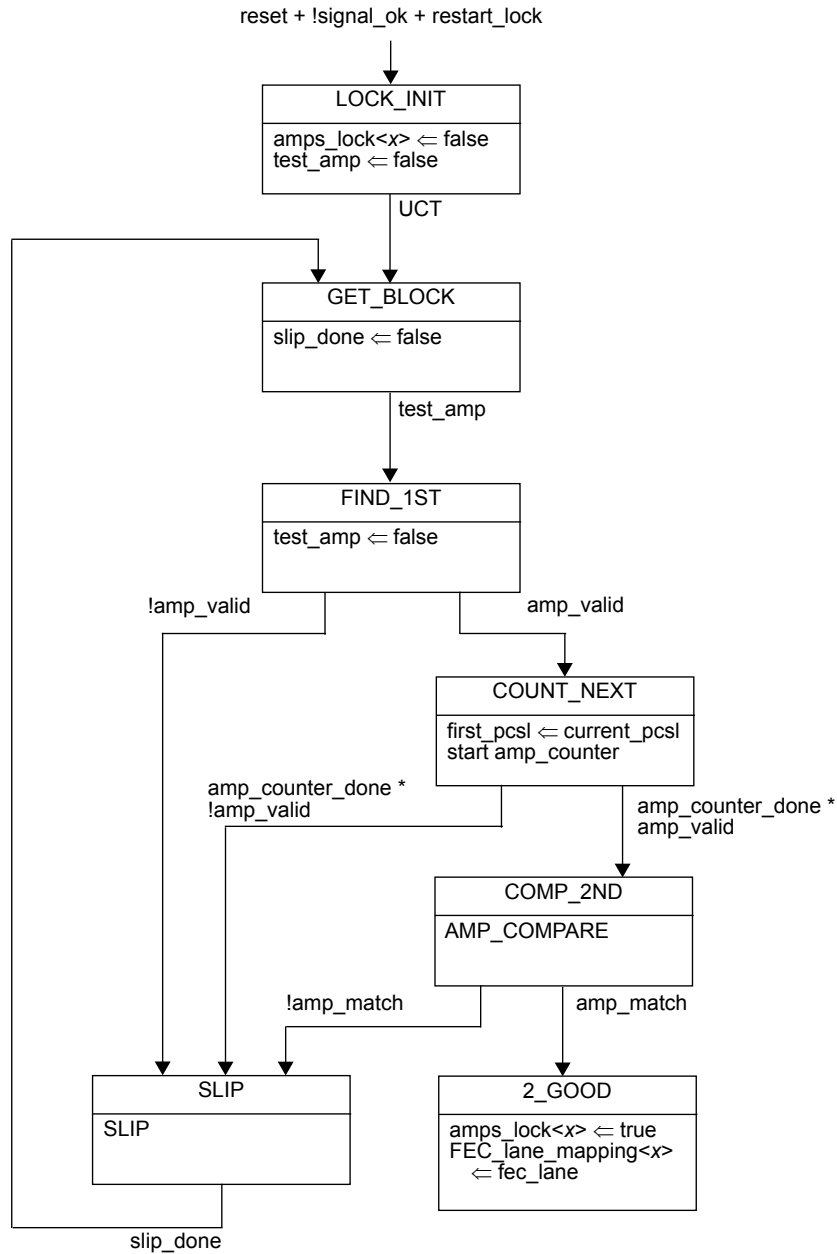 reset + !signal_ok + restart_lock
LOCK_INIT
amps_lock<x> ⇐ false
test_amp ⇐ false
UCT
GET_BLOCK
slip_done ⇐ false
test_amp
FIND_1ST
test_amp ⇐ false
!amp_valid
amp_valid
COUNT_NEXT
first_pcsl ⇐ current_pcsl
start amp_counter
amp_counter_done *
!amp_valid
amp_counter_done *
amp_valid
COMP_2ND
AMP_COMPARE
!amp_match
amp_match
SLIP
SLIP
2_GOOD
amps_lock<x> ⇐ true
FEC_lane_mapping<x>
⇐ fec_lane
slip_done